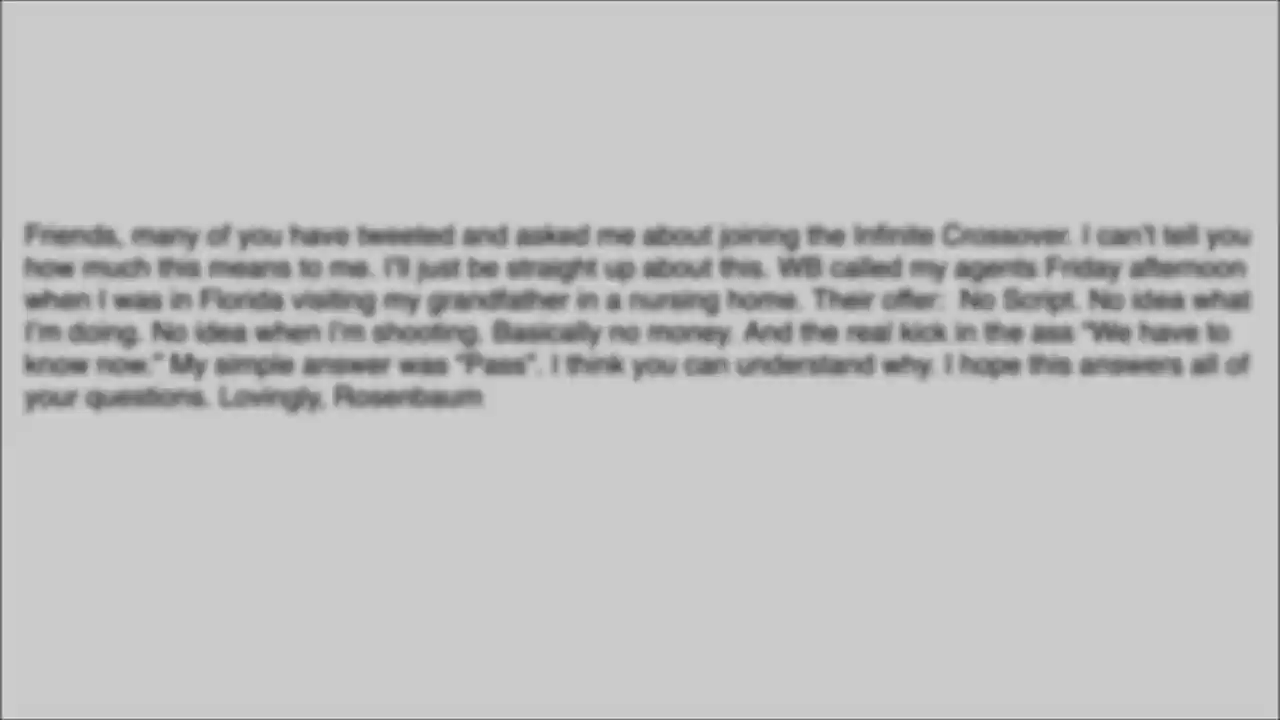 Friends, many of you have tweeted and asked me about joining the Infinite Crossover. I can't tell you
how much this means to me. I'll just be straight up about this. WB called my agents Friday afternoon
when I was in Florida visiting my grandfather in a nursing home. Their offer:  No Script. No idea what
I'm doing. No idea when I'm shooting. Basically no money. And the real kick in the ass “We have to
know now.” My simple answer was “Pass”. I think you can understand why. I hope this answers all of
your questions. Lovingly, Rosenbaum